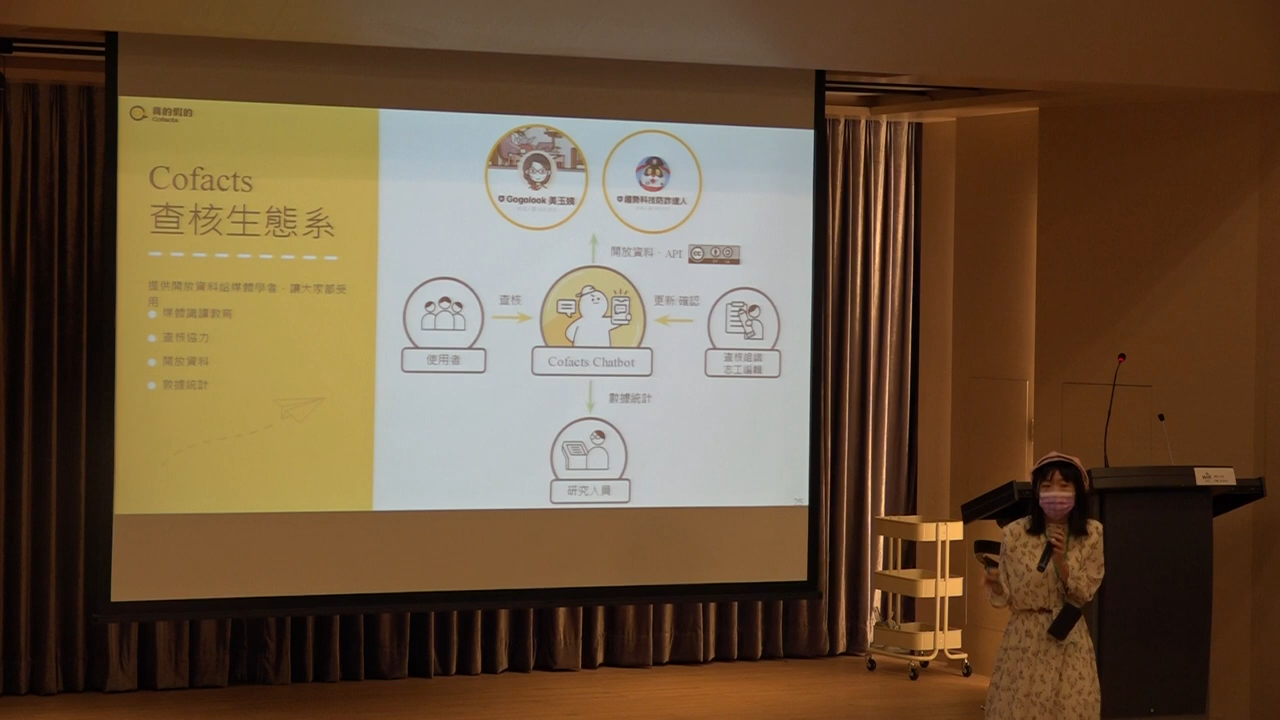 真的假的
Cofacts
Cofacts
查核生態系
提供開放資料給媒體學者，讓大家都受
用
媒體識讀教育
查核協力
開放資料
數據統計
Gogolook 美玉姨
趨勢科技防詐達人
開放資料、API
cc
查核
更新/確認
使用者
Cofacts Chatbot
查核組織
志工編輯
數據統計
研究人員